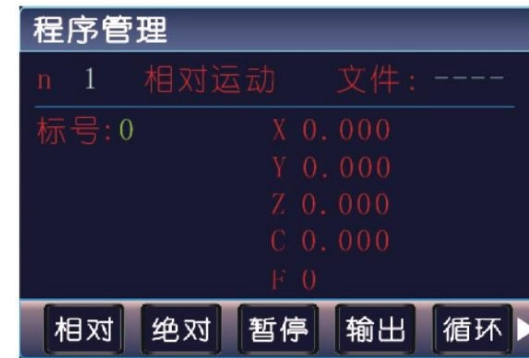 程序管理
n 1 相对运动 文件: ----
标号:0 X 0.000
Y 0.000
Z 0.000
C 0.000
F 0
相对 绝对 暂停 输出 循环